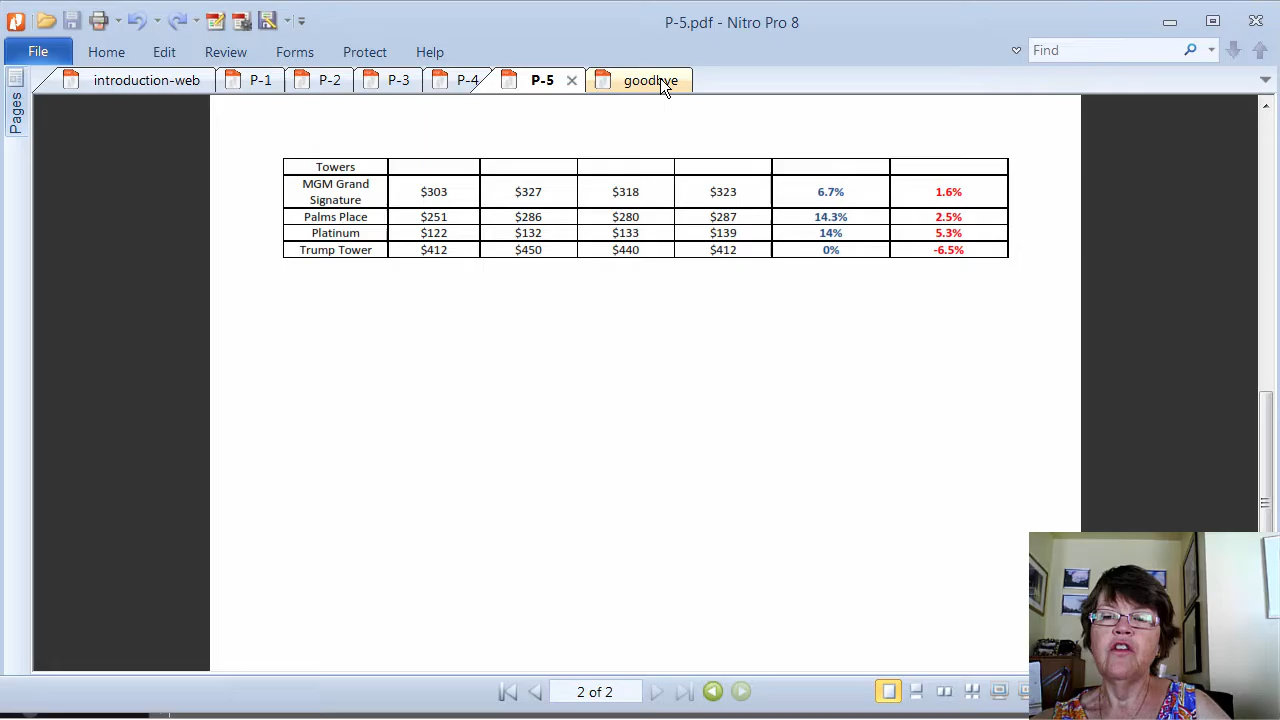 P-5.pdf - Nitro Pro 8
File Home Edit Review Forms Protect Help
Find
introduction-web P-1 P-2 P-3 P-4 P-5 goodbye
Pages
Towers
MGM Grand Signature $303 $327 $318 $323 6.7% 1.6%
Palms Place $251 $286 $280 $287 14.3% 2.5%
Platinum $122 $132 $133 $139 14% 5.3%
Trump Tower $412 $450 $440 $412 0% -6.5%
2 of 2